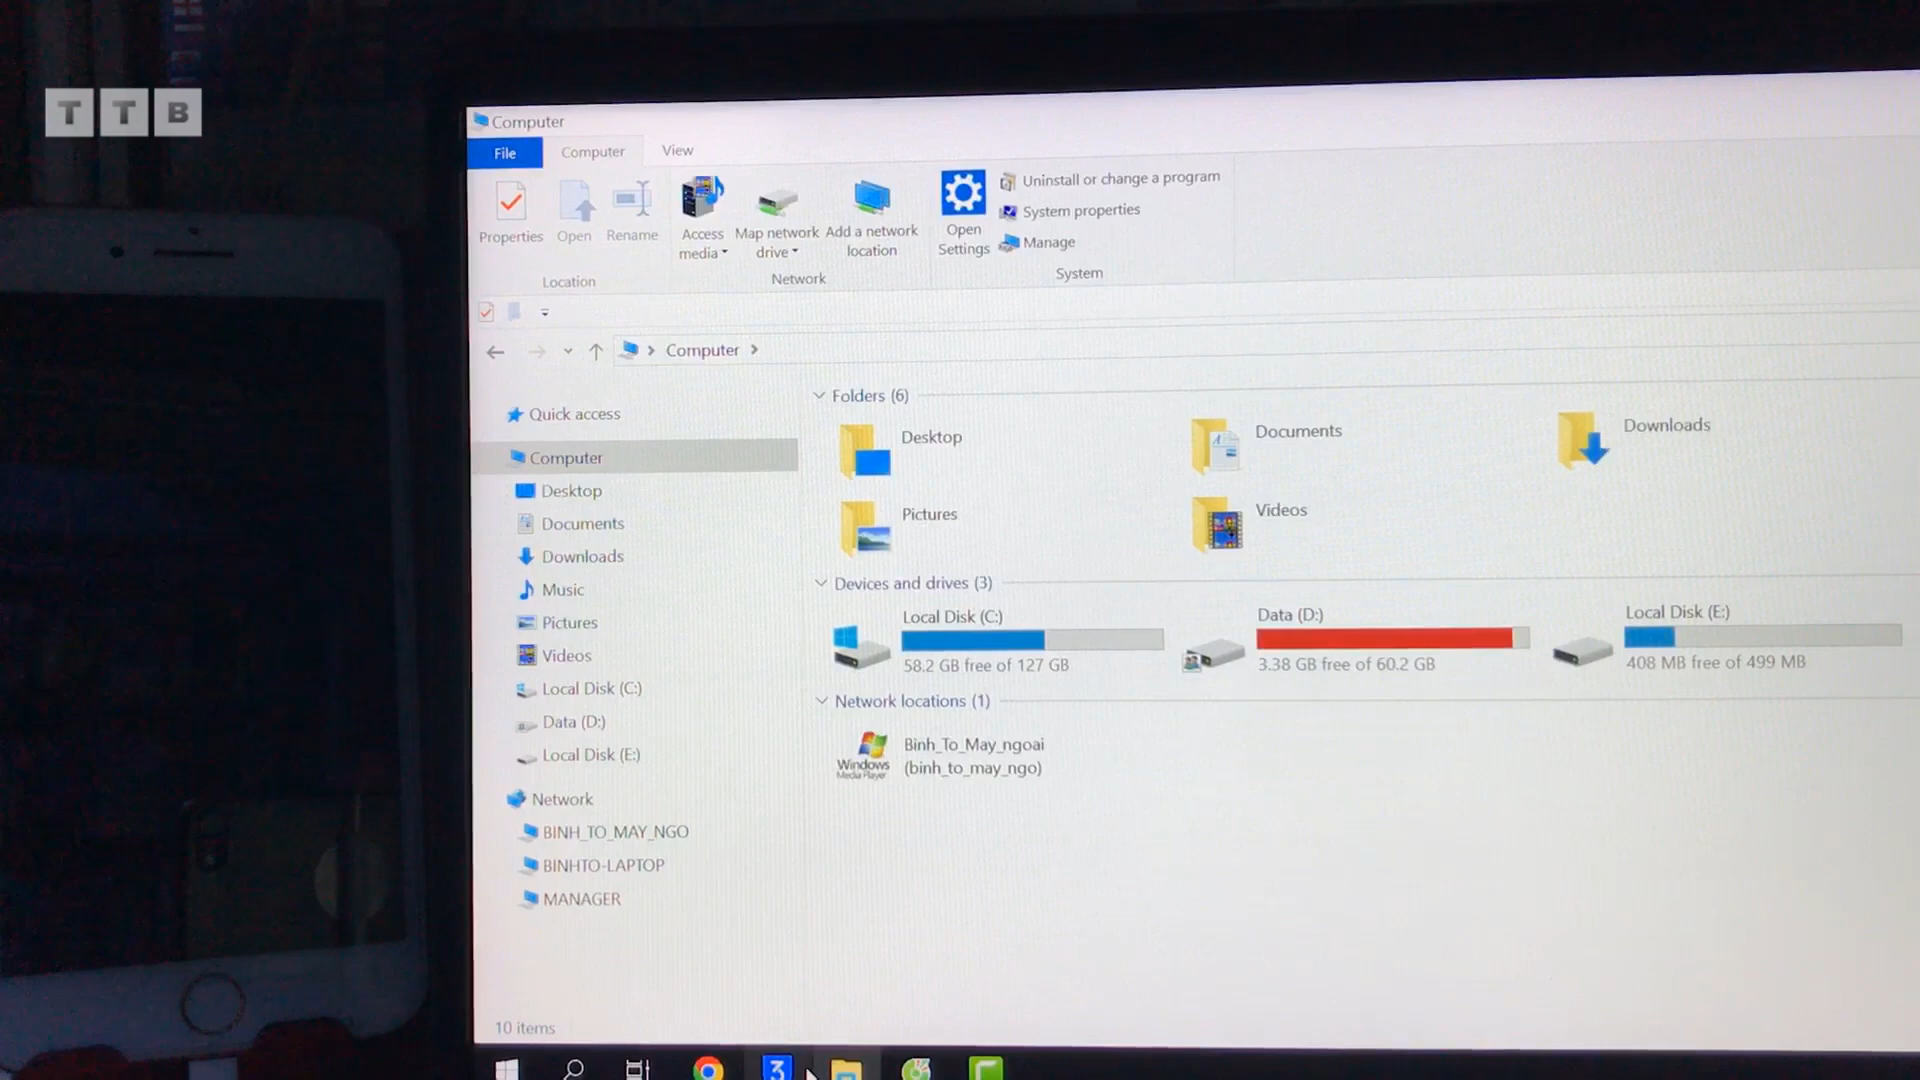 TTB
Computer
File
Computer
View
Properties
Open
Rename
Access
media
Map network
drive
Add a network
location
Open
Settings
Uninstall or change a program
System properties
Manage
Location
Network
System
Computer
Quick access
Computer
Desktop
Documents
Downloads
Music
Pictures
Videos
Local Disk (C:)
Data (D:)
Local Disk (E:)
Network
BINH_TO_MAY_NGO
BINHTO-LAPTOP
MANAGER
Folders (6)
Desktop
Documents
Downloads
Pictures
Videos
Devices and drives (3)
Local Disk (C:)
58.2 GB free of 127 GB
Data (D:)
3.38 GB free of 60.2 GB
Local Disk (E:)
408 MB free of 499 MB
Network locations (1)
Windows
Media Player
Binh_To_May_ngoai
(binh_to_may_ngo)
10 items
3